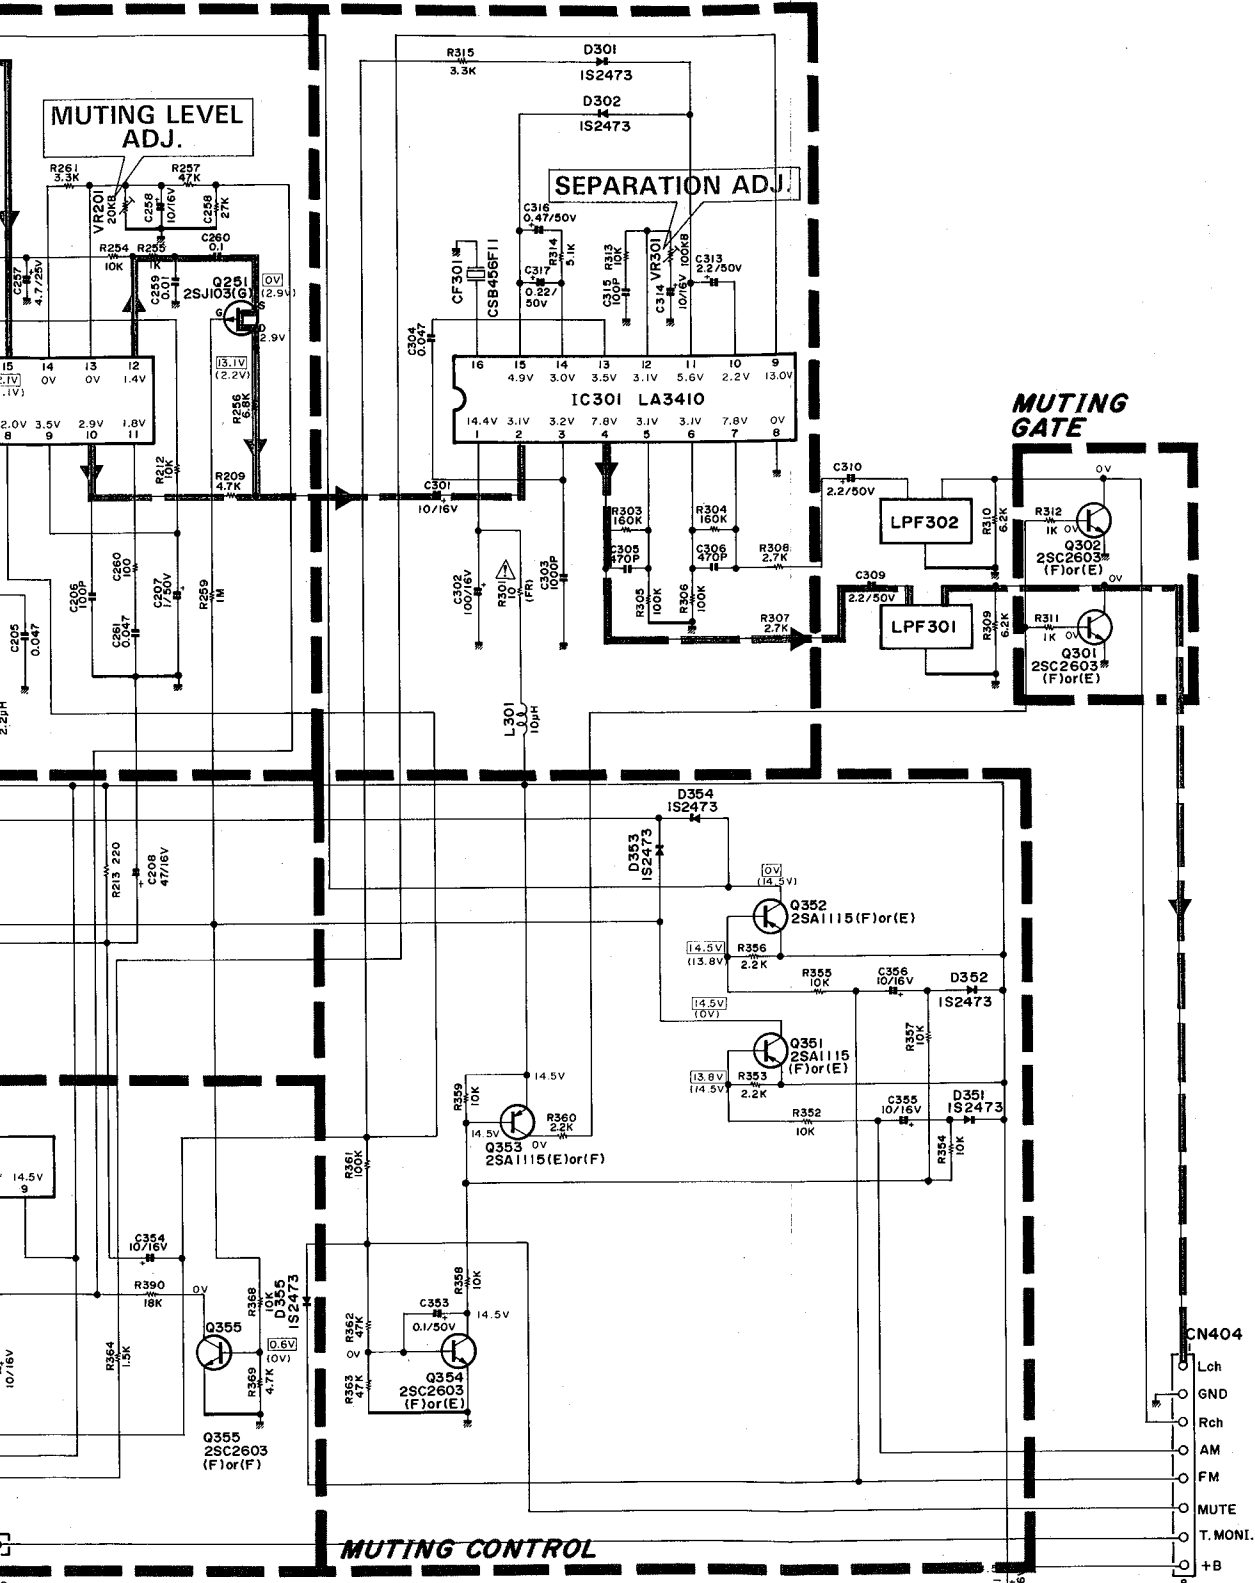 MUTING LEVEL
ADJ.
R261
3.3K
R257
47K
VR201
20KB
C258
10/16V
C258
27K
R254
10K
R255
1K
C260
0.1
C257
4.7/25V
C259
0.01
Q251
2SJ103(G)
0V
(2.9V)
G
S
D
2.9V
13.1V
(2.2V)
R256
6.8K
15 14 13 12
0V 0V 1.4V
2.0V 3.5V 2.9V 1.8V
8 9 10 11
R212
10K
R209
4.7K
C206
100P
C260
100
C261
0.047
C207
1/50V
R259
1M
C205
0.047
2.2µH
R315
3.3K
D301
1S2473
D302
1S2473
SEPARATION ADJ.
C316
0.47/50V
R314
5.1K
C317
0.22/
50V
CF301
CSB456F11
R313
10K
C315
100P
VR301
100KB
C314
10/16V
C313
2.2/50V
C304
0.047
16 15 14 13 12 11 10 9
4.9V 3.0V 3.5V 3.1V 5.6V 2.2V 13.0V
IC301 LA3410
14.4V 3.1V 3.2V 7.8V 3.1V 3.1V 7.8V 0V
1 2 3 4 5 6 7 8
C301
10/16V
C302
100/16V
R301
10
(FR)
C303
1000P
R303
160K
C305
470P
R305
100K
R304
160K
C306
470P
R306
100K
R308
2.7K
R307
2.7K
L301
10µH
C310
2.2/50V
LPF302
R310
6.2K
C309
2.2/50V
LPF301
R309
6.2K
MUTING
GATE
0V
R312
1K 0V
Q302
2SC2603
(F)or(E)
0V
R311
1K 0V
Q301
2SC2603
(F)or(E)
R213 220
C208
47/16V
D354
1S2473
D353
1S2473
0V
(14.5V)
Q352
2SA1115(F)or(E)
14.5V
(13.8V)
R356
2.2K
R355
10K
C356
10/16V
D352
1S2473
14.5V
(0V)
R357
10K
Q351
2SA1115
(F)or(E)
13.8V
(14.5V)
R353
2.2K
R352
10K
C355
10/16V
D351
1S2473
R354
10K
R359
10K
14.5V
14.5V
R360
2.2K
0V
Q353
2SA1115(E)or(F)
14.5V
9
R361
100K
C354
10/16V
R390
18K
0V
Q355
R368
10K
D355
1S2473
0.6V
(0V)
R369
4.7K
R364
1.5K
10/16V
Q355
2SC2603
(F)or(F)
R358
10K
C353
0.1/50V
14.5V
R362
47K
0V
R363
47K
Q354
2SC2603
(F)or(E)
CN404
1
Lch
GND
Rch
AM
FM
MUTE
T.MONI.
+B
8
MUTING CONTROL